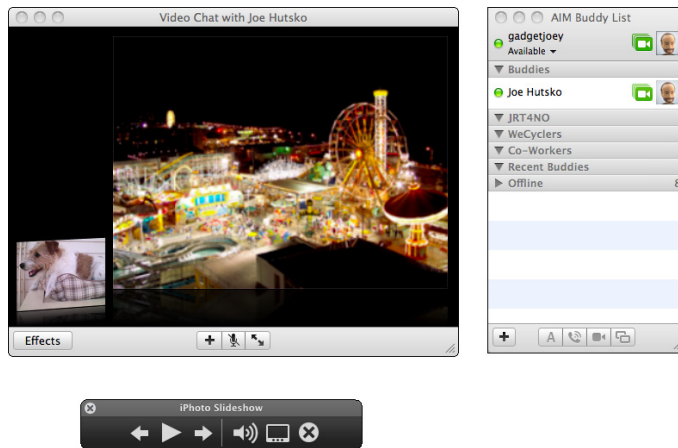 Video Chat with Joe Hutsko
Effects
AIM Buddy List
gadgetjoey
Available
Buddies
Joe Hutsko
JRT4NO
WeCyclers
Co-Workers
Recent Buddies
Offline
A
iPhoto Slideshow